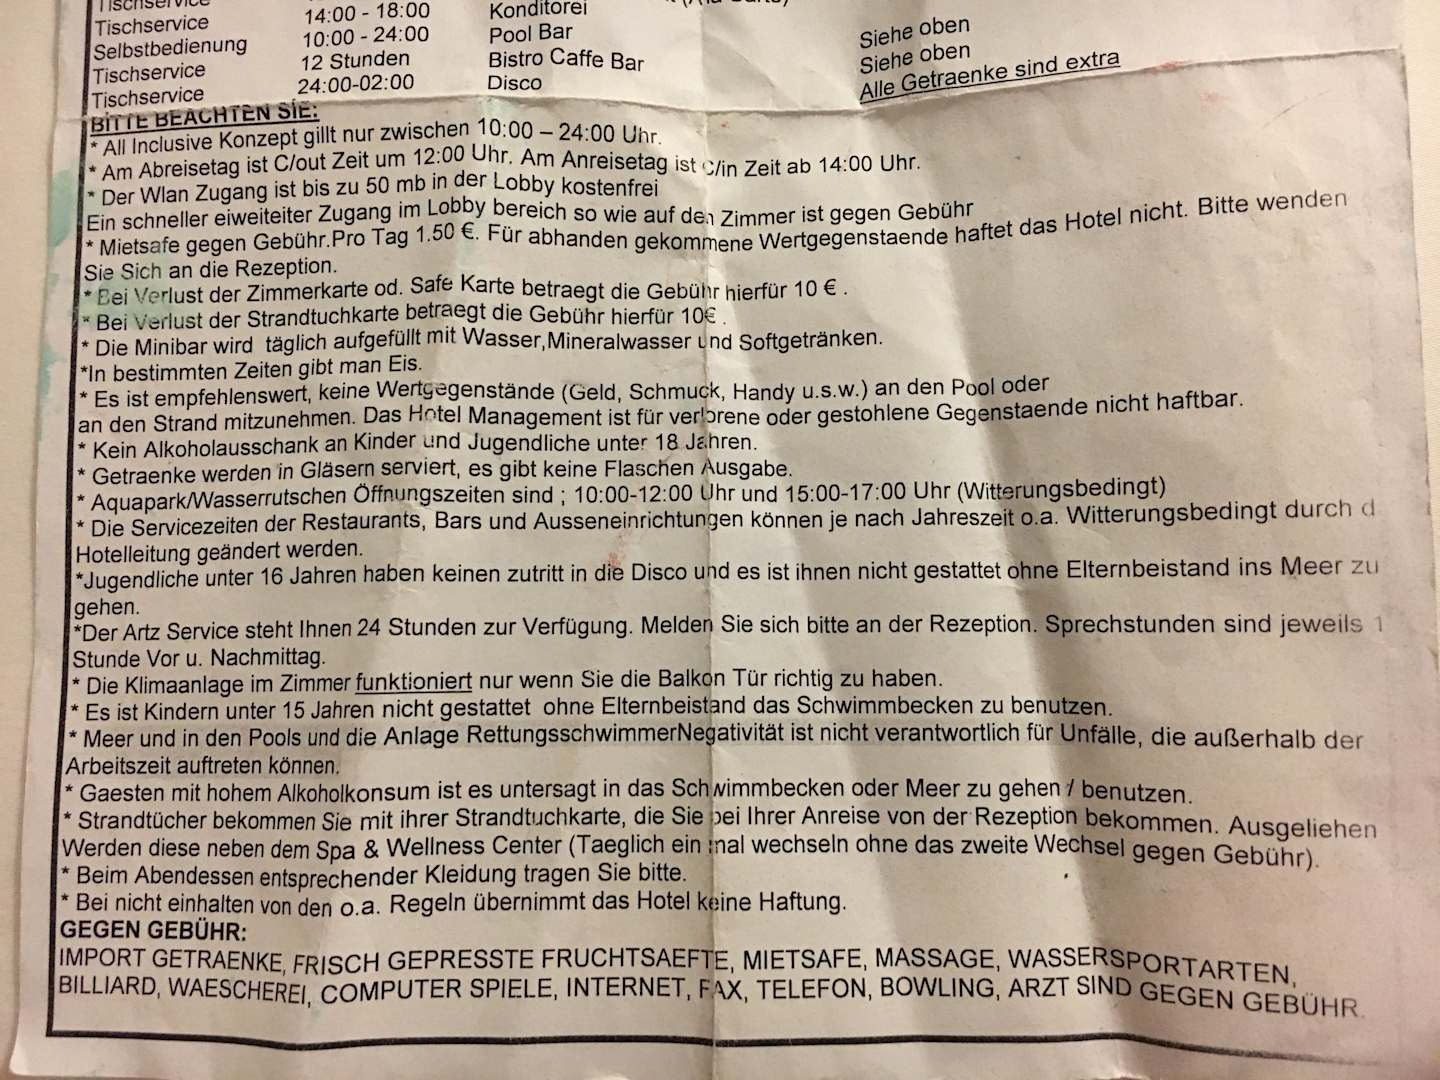 Tischservice
Tischservice 14:00 - 18:00 Konditorei
Selbstbedienung 10:00 - 24:00 Pool Bar Siehe oben
Tischservice 12 Stunden Bistro Caffe Bar Siehe oben
Tischservice 24:00-02:00 Disco Alle Getraenke sind extra
BITTE BEACHTEN SIE:
* All Inclusive Konzept gillt nur zwischen 10:00 – 24:00 Uhr.
* Am Abreisetag ist C/out Zeit um 12:00 Uhr. Am Anreisetag ist C/in Zeit ab 14:00 Uhr.
* Der Wlan Zugang ist bis zu 50 mb in der Lobby kostenfrei
Ein schneller eiweiteiter Zugang im Lobby bereich so wie auf den Zimmer ist gegen Gebühr
* Mietsafe gegen Gebühr.Pro Tag 1.50 €. Für abhanden gekommene Wertgegenstaende haftet das Hotel nicht. Bitte wenden
Sie Sich an die Rezeption.
* Bei Verlust der Zimmerkarte od. Safe Karte betraegt die Gebühr hierfür 10 € .
* Bei Verlust der Strandtuchkarte betraegt die Gebühr hierfür 10€ .
* Die Minibar wird täglich aufgefüllt mit Wasser,Mineralwasser und Softgetränken.
*In bestimmten Zeiten gibt man Eis.
* Es ist empfehlenswert, keine Wertgegenstände (Geld, Schmuck, Handy u.s.w.) an den Pool oder
an den Strand mitzunehmen. Das Hotel Management ist für verlorene oder gestohlene Gegenstaende nicht haftbar.
* Kein Alkoholausschank an Kinder und Jugendliche unter 18 Jahren.
* Getraenke werden in Gläsern serviert, es gibt keine Flaschen Ausgabe.
* Aquapark/Wasserrutschen Öffnungszeiten sind ; 10:00-12:00 Uhr und 15:00-17:00 Uhr (Witterungsbedingt)
* Die Servicezeiten der Restaurants, Bars und Ausseneinrichtungen können je nach Jahreszeit o.a. Witterungsbedingt durch d
Hotelleitung geändert werden.
*Jugendliche unter 16 Jahren haben keinen zutritt in die Disco und es ist ihnen nicht gestattet ohne Elternbeistand ins Meer zu
gehen.
*Der Artz Service steht Ihnen 24 Stunden zur Verfügung. Melden Sie sich bitte an der Rezeption. Sprechstunden sind jeweils 1
Stunde Vor u. Nachmittag.
* Die Klimaanlage im Zimmer funktioniert nur wenn Sie die Balkon Tür richtig zu haben.
* Es ist Kindern unter 15 Jahren nicht gestattet ohne Elternbeistand das Schwimmbecken zu benutzen.
* Meer und in den Pools und die Anlage RettungsschwimmerNegativität ist nicht verantwortlich für Unfälle, die außerhalb der
Arbeitszeit auftreten können.
* Gaesten mit hohem Alkoholkonsum ist es untersagt in das Schwimmbecken oder Meer zu gehen / benutzen.
* Strandtücher bekommen Sie mit ihrer Strandtuchkarte, die Sie bei Ihrer Anreise von der Rezeption bekommen. Ausgeliehen
Werden diese neben dem Spa & Wellness Center (Taeglich ein mal wechseln ohne das zweite Wechsel gegen Gebühr).
* Beim Abendessen entsprechender Kleidung tragen Sie bitte.
* Bei nicht einhalten von den o.a. Regeln übernimmt das Hotel keine Haftung.
GEGEN GEBÜHR:
IMPORT GETRAENKE, FRISCH GEPRESSTE FRUCHTSAEFTE, MIETSAFE, MASSAGE, WASSERSPORTARTEN,
BILLIARD, WAESCHEREI, COMPUTER SPIELE, INTERNET, FAX, TELEFON, BOWLING, ARZT SIND GEGEN GEBÜHR.